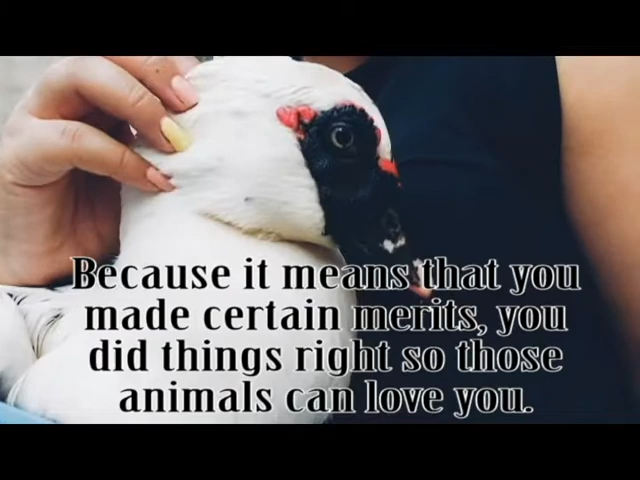 Because it means that you
made certain merits, you
did things right so those
animals can love you.